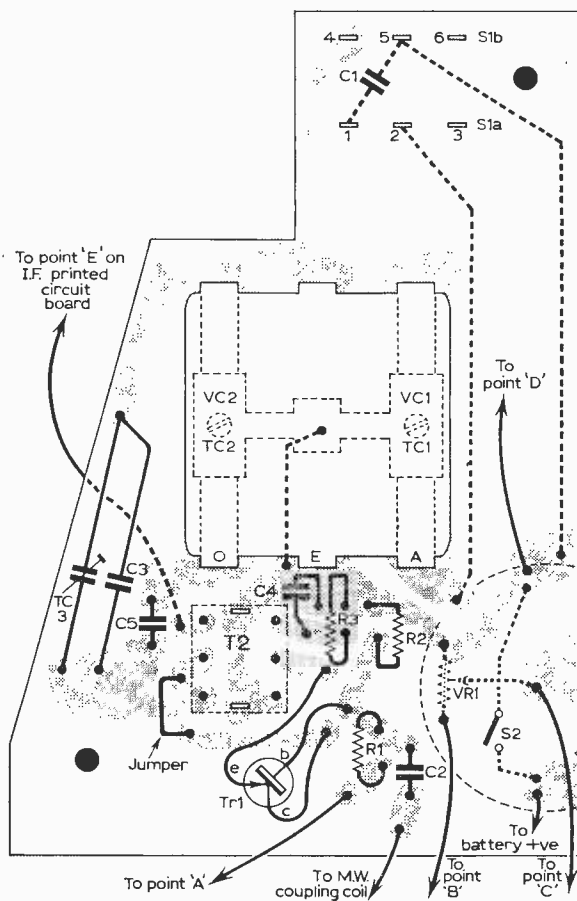 4 5 6 S1b
C1
1 2 3 S1a
To point 'E' on
I.F. printed
circuit
board
To
point 'D'
VC2 VC1
TC2 TC1
O E A
TC
3
C3
C4
C5
T2
R3
R2
VR1
S2
Jumper
e
b
c
Tr1
R1
C2
To point 'A'
To M.W.
coupling coil
To
point
'B'
To
battery +ve
To
point
'C'